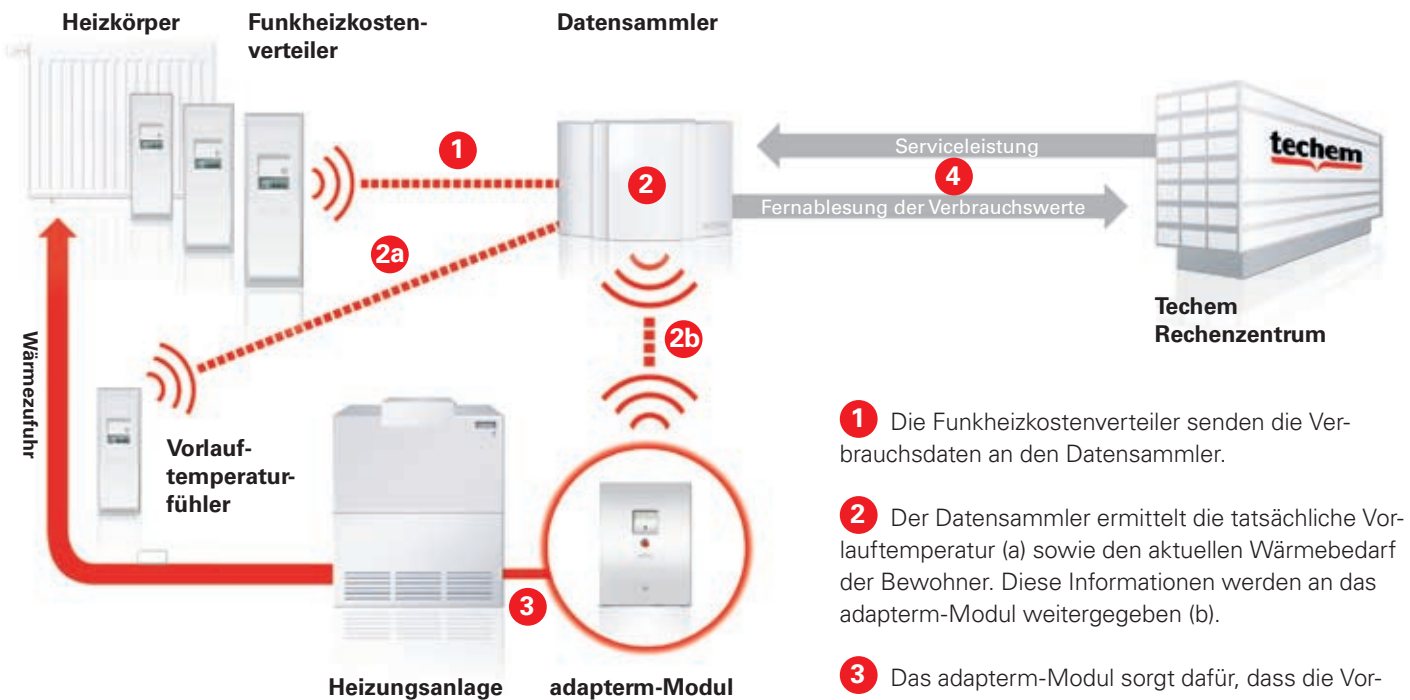 Heizkörper
Funkheizkosten-
verteiler
Datensammler
1
2
Serviceleistung
4
Fernablesung der Verbrauchswerte
techem
Techem
Rechenzentrum
2a
2b
Wärmezufuhr
Vorlauf-
temperatur-
fühler
3
Heizungsanlage
adapterm-Modul
1 Die Funkheizkostenverteiler senden die Ver-
brauchsdaten an den Datensammler.
2 Der Datensammler ermittelt die tatsächliche Vor-
lauftemperatur (a) sowie den aktuellen Wärmebedarf
der Bewohner. Diese Informationen werden an das
adapterm-Modul weitergegeben (b).
3 Das adapterm-Modul sorgt dafür, dass die Vor-